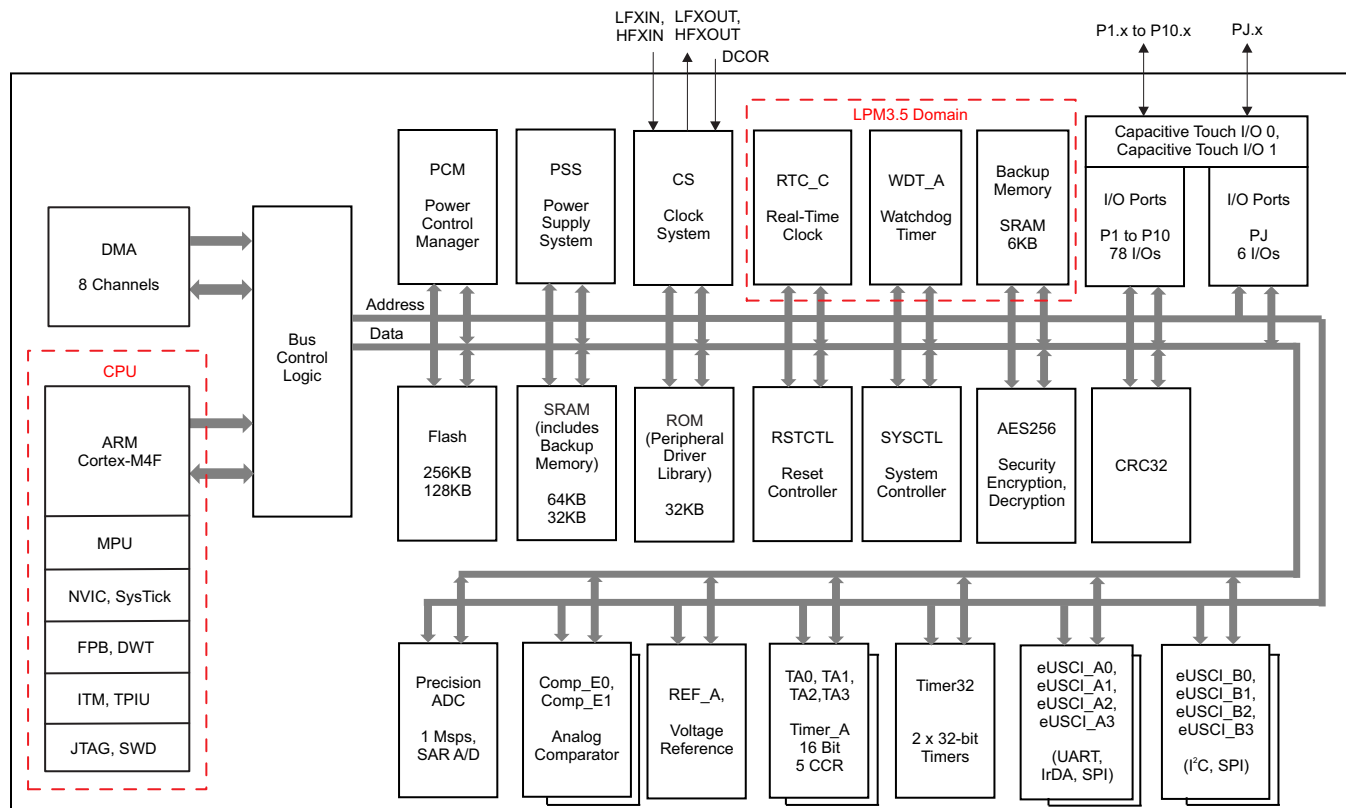 LFXIN,
HFXIN
LFXOUT,
HFXOUT
DCOR
P1.x to P10.x
PJ.x
LPM3.5 Domain
Capacitive Touch I/O 0,
Capacitive Touch I/O 1
PCM
Power
Control
Manager
PSS
Power
Supply
System
CS
Clock
System
RTC_C
Real-Time
Clock
WDT_A
Watchdog
Timer
Backup
Memory
SRAM
6KB
I/O Ports
P1 to P10
78 I/Os
I/O Ports
PJ
6 I/Os
DMA
8 Channels
Bus
Control
Logic
Address
Data
CPU
ARM
Cortex-M4F
MPU
NVIC, SysTick
FPB, DWT
ITM, TPIU
JTAG, SWD
Flash
256KB
128KB
SRAM
(includes
Backup
Memory)
64KB
32KB
ROM
(Peripheral
Driver
Library)
32KB
RSTCTL
Reset
Controller
SYSCTL
System
Controller
AES256
Security
Encryption,
Decryption
CRC32
Precision
ADC
1 Msps,
SAR A/D
Comp_E0,
Comp_E1
Analog
Comparator
REF_A,
Voltage
Reference
TA0, TA1,
TA2,TA3
Timer_A
16 Bit
5 CCR
Timer32
2 x 32-bit
Timers
eUSCI_A0,
eUSCI_A1,
eUSCI_A2,
eUSCI_A3
(UART,
IrDA, SPI)
eUSCI_B0,
eUSCI_B1,
eUSCI_B2,
eUSCI_B3
(I²C, SPI)